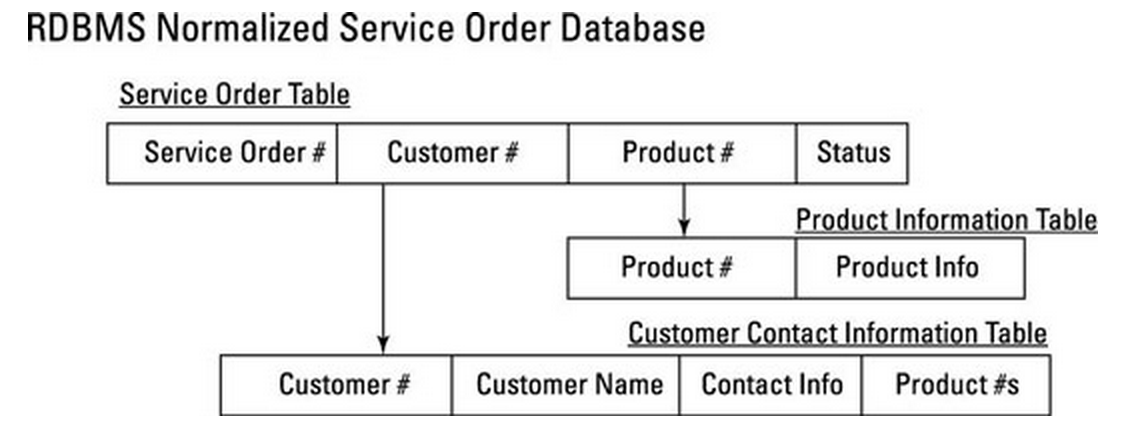 RDBMS Normalized Service Order Database
Service Order Table
Service Order # Customer # Product # Status
Product Information Table
Product # Product Info
Customer Contact Information Table
Customer # Customer Name Contact Info Product #s